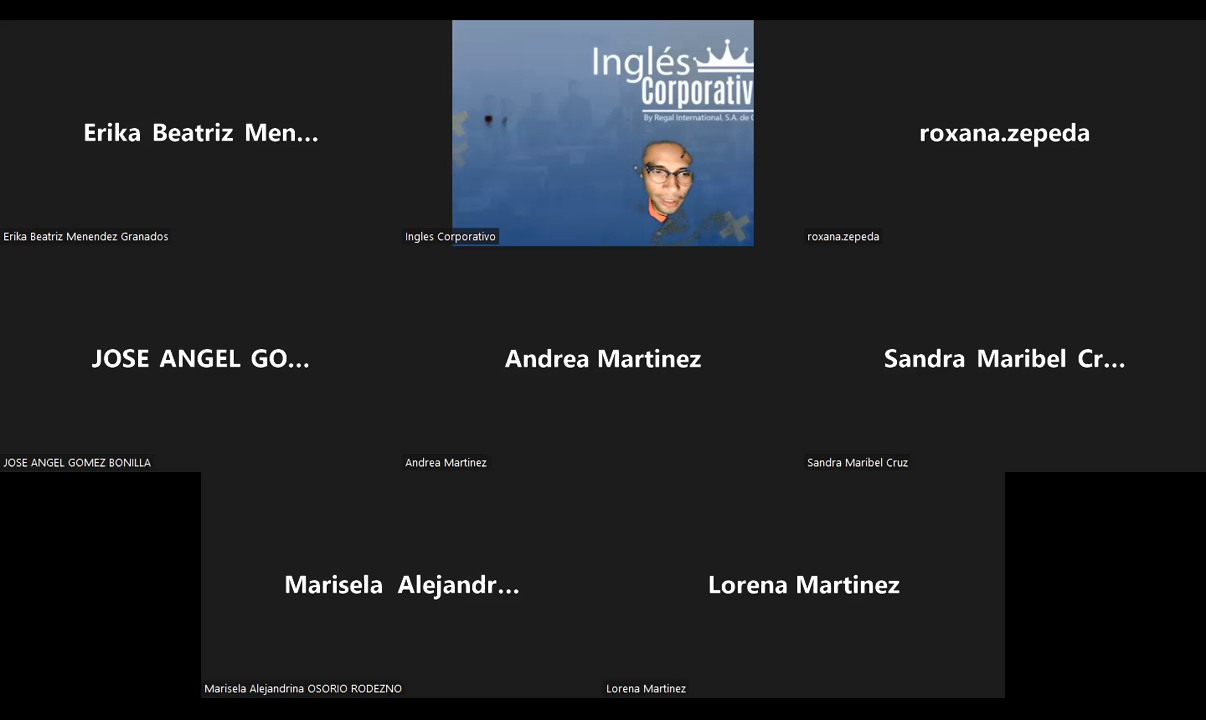 Erika Beatriz Men...
Erika Beatriz Menendez Granados
Inglés
Corporativ
By Regal International, S.A. de C
Ingles Corporativo
roxana.zepeda
roxana.zepeda
JOSE ANGEL GO...
JOSE ANGEL GOMEZ BONILLA
Andrea Martinez
Andrea Martinez
Sandra Maribel Cr...
Sandra Maribel Cruz
Marisela Alejandr...
Marisela Alejandrina OSORIO RODEZNO
Lorena Martinez
Lorena Martinez